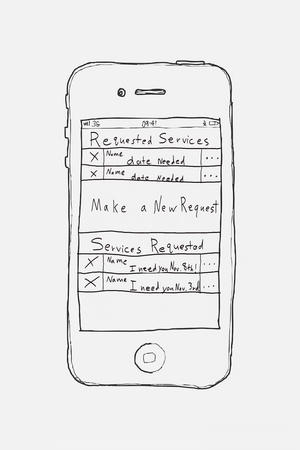 3G 09:41
Requested Services
X Name date Needed ...
X Name date Needed ...
Make a New Request
Services Requested
X Name I need you Nov. 8th! ...
X Name I need you Nov. 3rd ...